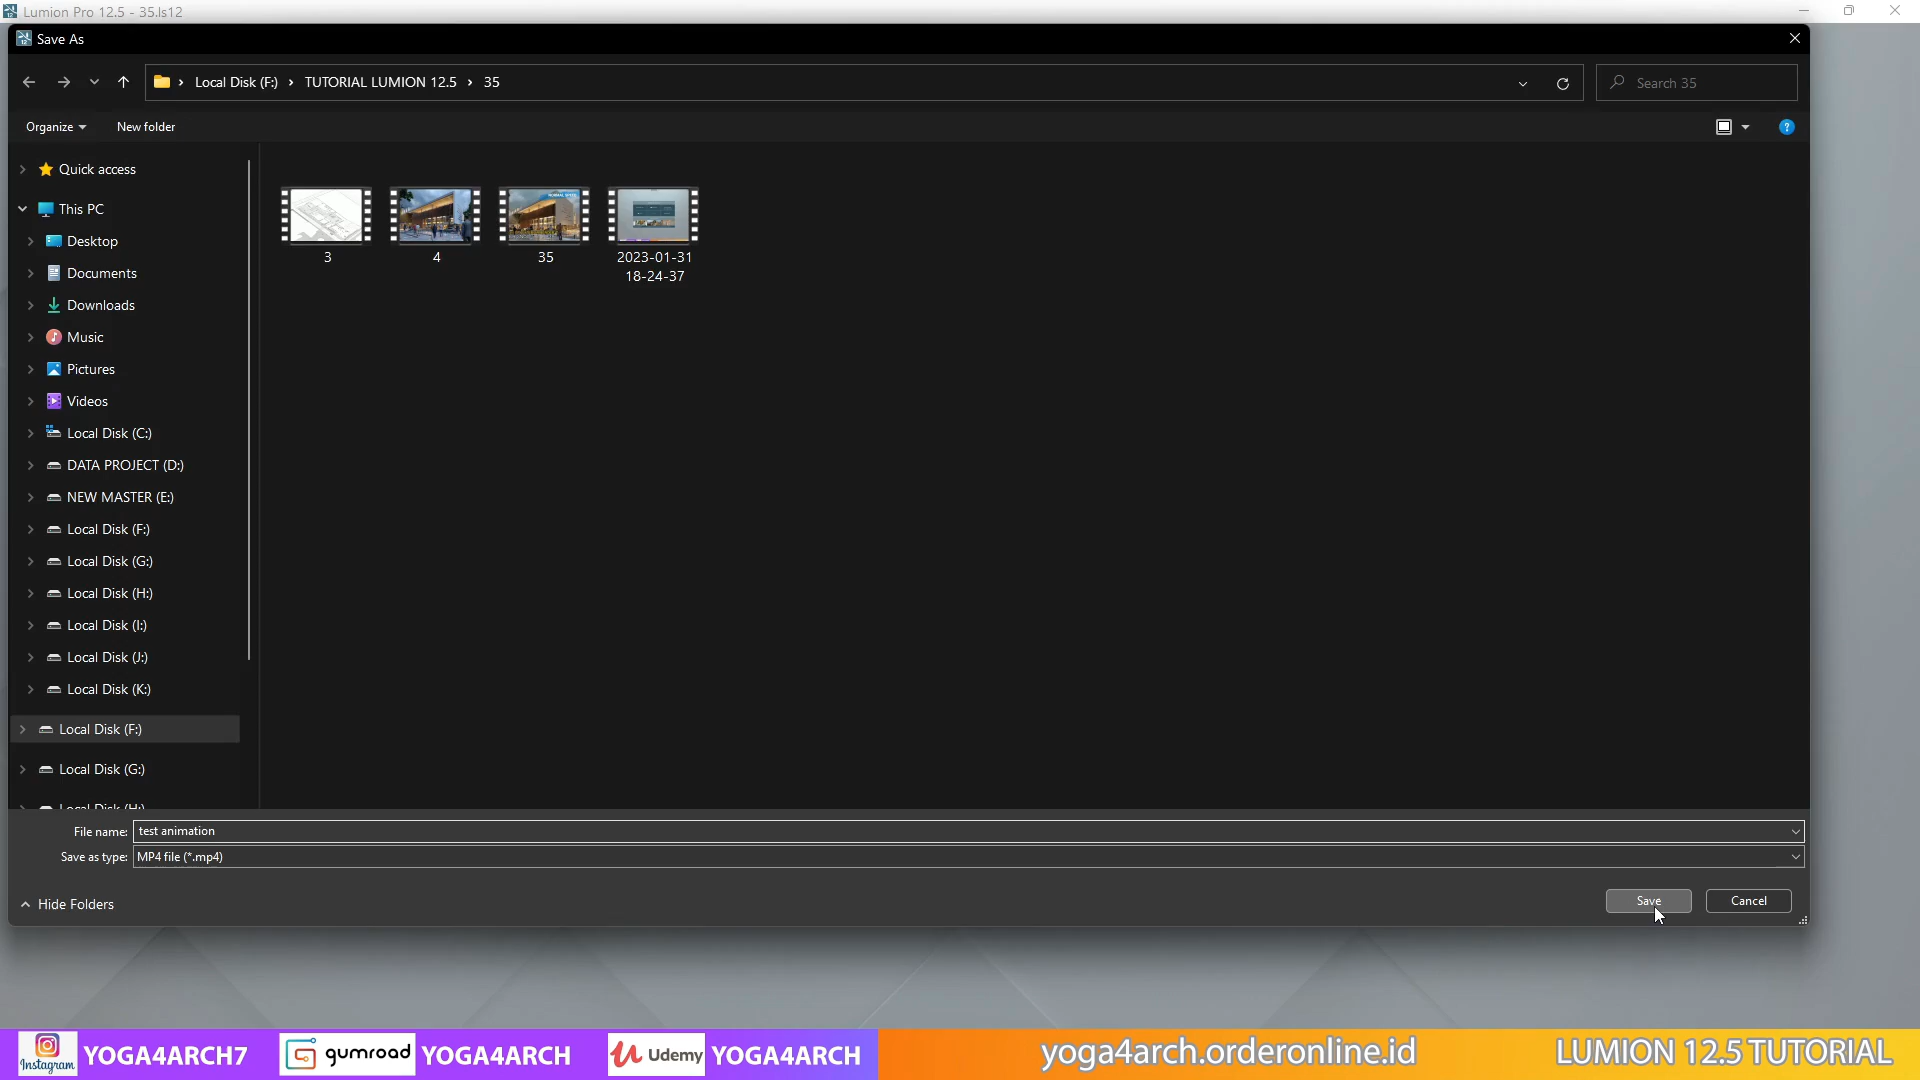 Lumion Pro 12.5 - 35.ls12
Save As
Local Disk (F:) › TUTORIAL LUMION 12.5 › 35
Search 35
Organize
New folder
Quick access
This PC
Desktop
Documents
Downloads
Music
Pictures
Videos
Local Disk (C:)
DATA PROJECT (D:)
NEW MASTER (E:)
Local Disk (F:)
Local Disk (G:)
Local Disk (H:)
Local Disk (I:)
Local Disk (J:)
Local Disk (K:)
Local Disk (F:)
Local Disk (G:)
Local Disk (H:)
3
4
35
2023-01-31
18-24-37
File name: test animation
Save as type: MP4 file (*.mp4)
Hide Folders
Save
Cancel
Instagram
YOGA4ARCH7
gumroad
YOGA4ARCH
Udemy
YOGA4ARCH
yoga4arch.orderonline.id
LUMION 12.5 TUTORIAL